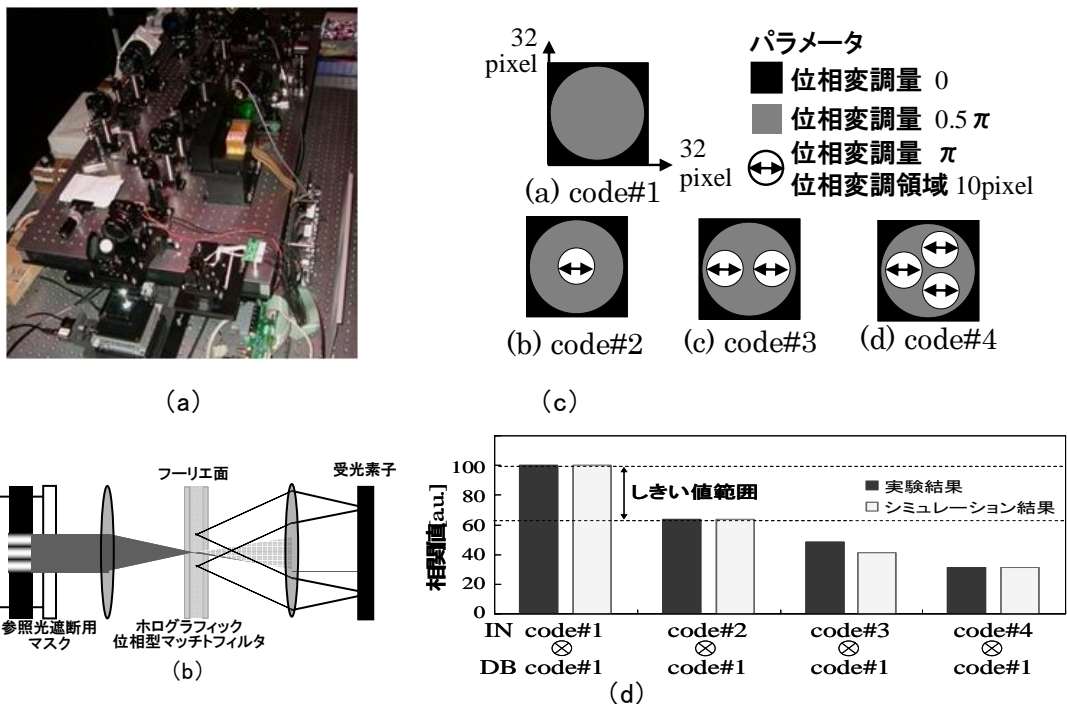 (a)
32
pixel
32
pixel
(a) code#1
パラメータ
位相変調量 0
位相変調量 0.5π
位相変調量 π
位相変調領域 10pixel
(b) code#2
(c) code#3
(d) code#4
(c)
フーリエ面
受光素子
参照光遮断用
マスク
ホログラフィック
位相型マッチトフィルタ
(b)
相関値[a.u.]
100
80
60
40
20
0
しきい値範囲
実験結果
シミュレーション結果
IN code#1 code#2 code#3 code#4
⊗ ⊗ ⊗ ⊗
DB code#1 code#1 code#1 code#1
(d)